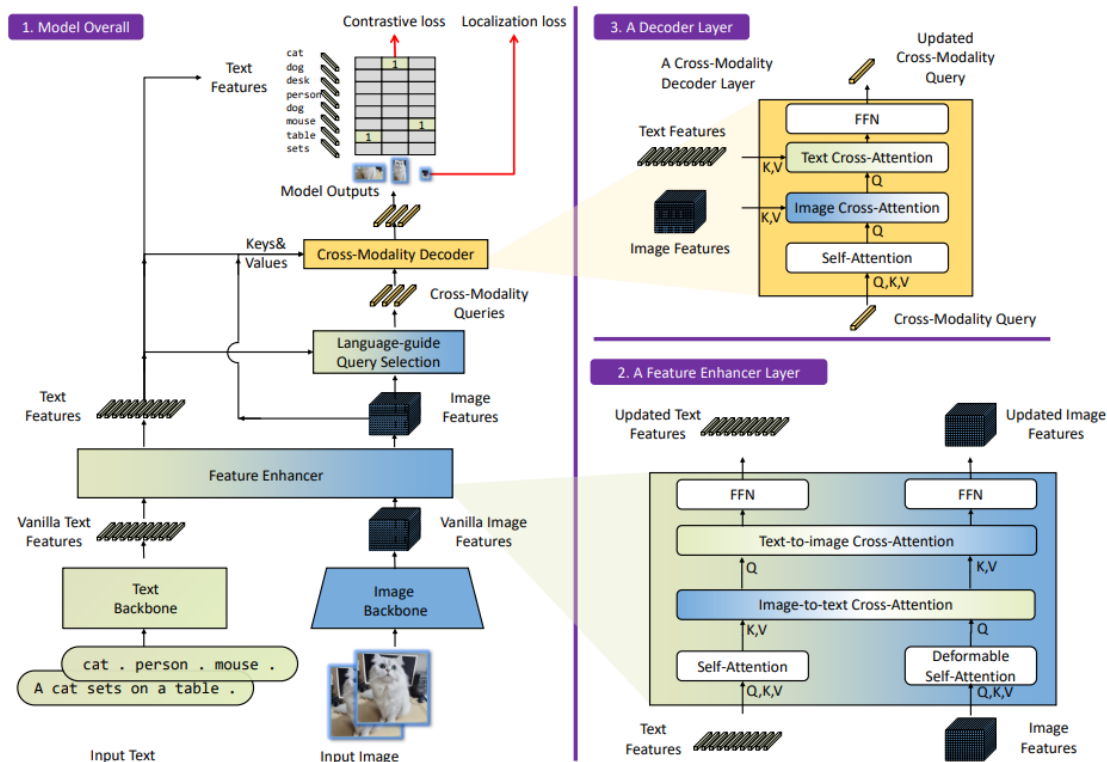 1. Model Overall
Contrastive loss
Localization loss
Text
Features
cat
dog
desk
person
dog
mouse
table
sets
1
1
1
Model Outputs
Keys&
Values
Cross-Modality Decoder
Cross-Modality
Queries
Language-guide
Query Selection
Text
Features
Image
Features
Feature Enhancer
Vanilla Text
Features
Vanilla Image
Features
Text
Backbone
Image
Backbone
cat . person . mouse .
A cat sets on a table .
Input Text
Input Image
3. A Decoder Layer
A Cross-Modality
Decoder Layer
Updated
Cross-Modality
Query
FFN
Text Features
Text Cross-Attention
K,V
Q
Image Cross-Attention
K,V
Q
Image Features
Self-Attention
Q,K,V
Cross-Modality Query
2. A Feature Enhancer Layer
Updated Text
Features
Updated Image
Features
FFN
FFN
Text-to-image Cross-Attention
Q
K,V
Image-to-text Cross-Attention
K,V
Q
Self-Attention
Deformable
Self-Attention
Q,K,V
Q,K,V
Text
Features
Image
Features